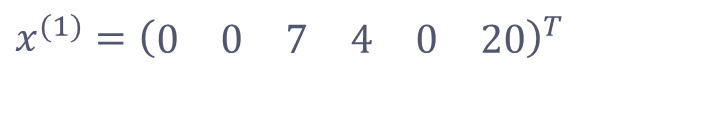 x^{(1)} = (0 0 7 4 0 20)^T